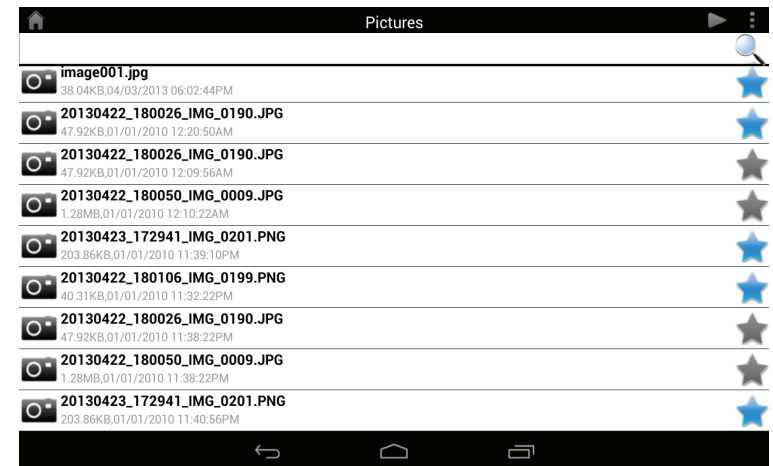 Pictures
image001.jpg
38.04KB,04/03/2013 06:02:44PM
20130422_180026_IMG_0190.JPG
47.92KB,01/01/2010 12:20:50AM
20130422_180026_IMG_0190.JPG
47.92KB,01/01/2010 12:09:56AM
20130422_180050_IMG_0009.JPG
1.28MB,01/01/2010 12:10:22AM
20130423_172941_IMG_0201.PNG
203.86KB,01/01/2010 11:39:10PM
20130422_180106_IMG_0199.PNG
40.31KB,01/01/2010 11:32:22PM
20130422_180026_IMG_0190.JPG
47.92KB,01/01/2010 11:38:22PM
20130422_180050_IMG_0009.JPG
1.28MB,01/01/2010 11:38:22PM
20130423_172941_IMG_0201.PNG
203.86KB,01/01/2010 11:40:56PM